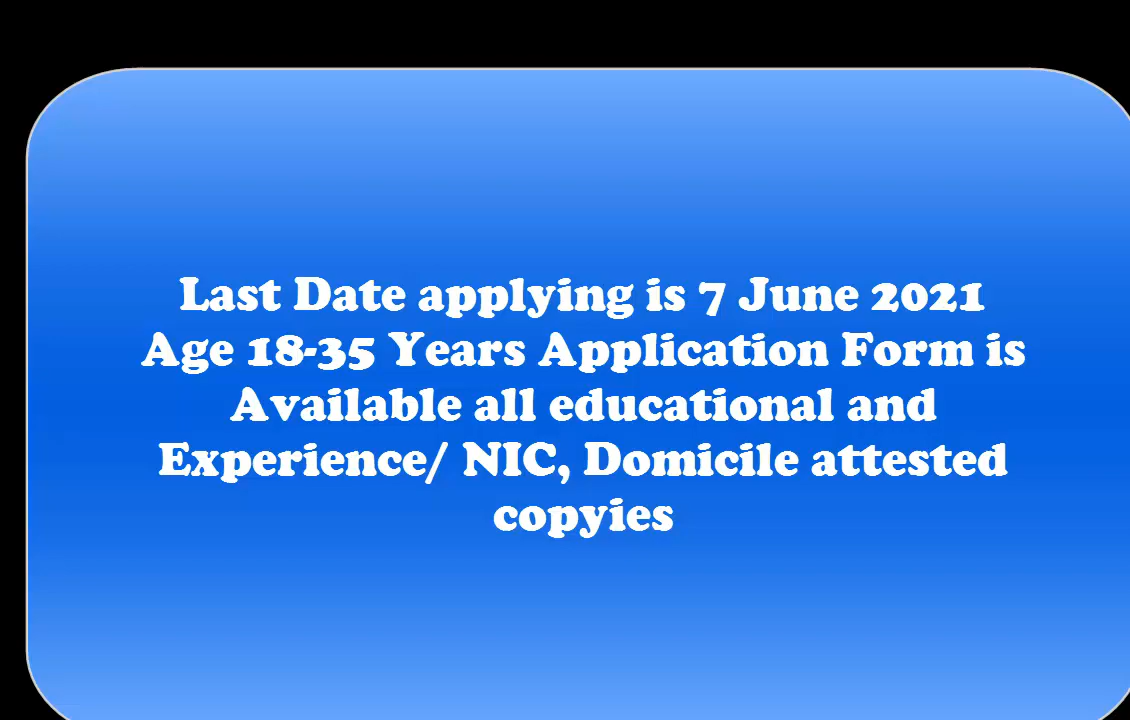 Last Date applying is 7 June 2021
Age 18-35 Years Application Form is
Available all educational and
Experience/ NIC, Domicile attested
copyies